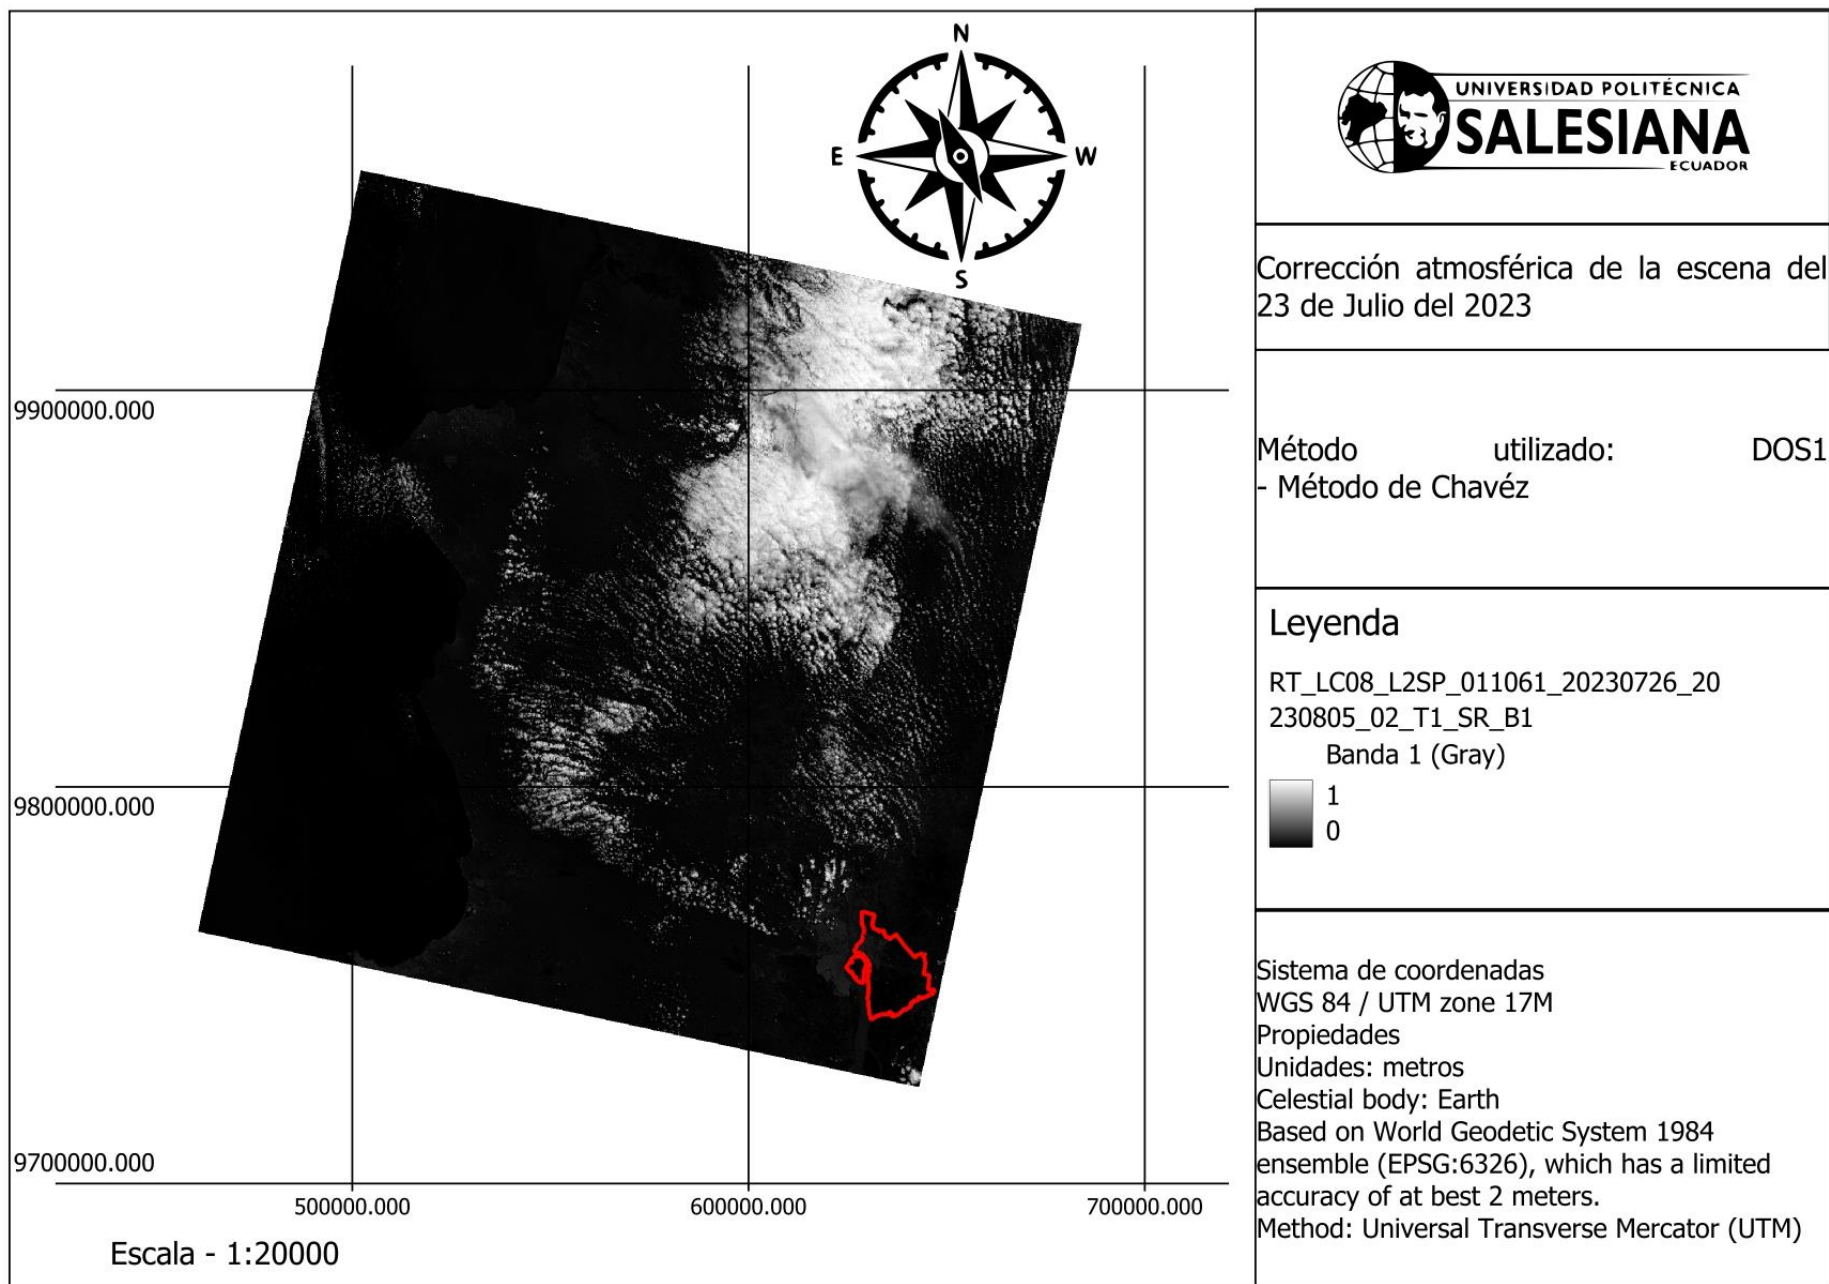 N
E
W
S
UNIVERSIDAD POLITÉCNICA
SALESIANA
ECUADOR
Corrección atmosférica de la escena del
23 de Julio del 2023
Método utilizado: DOS1
- Método de Chavéz
Leyenda
RT_LC08_L2SP_011061_20230726_20
230805_02_T1_SR_B1
Banda 1 (Gray)
1
0
Sistema de coordenadas
WGS 84 / UTM zone 17M
Propiedades
Unidades: metros
Celestial body: Earth
Based on World Geodetic System 1984
ensemble (EPSG:6326), which has a limited
accuracy of at best 2 meters.
Method: Universal Transverse Mercator (UTM)
9900000.000
9800000.000
9700000.000
500000.000
600000.000
700000.000
Escala - 1:20000